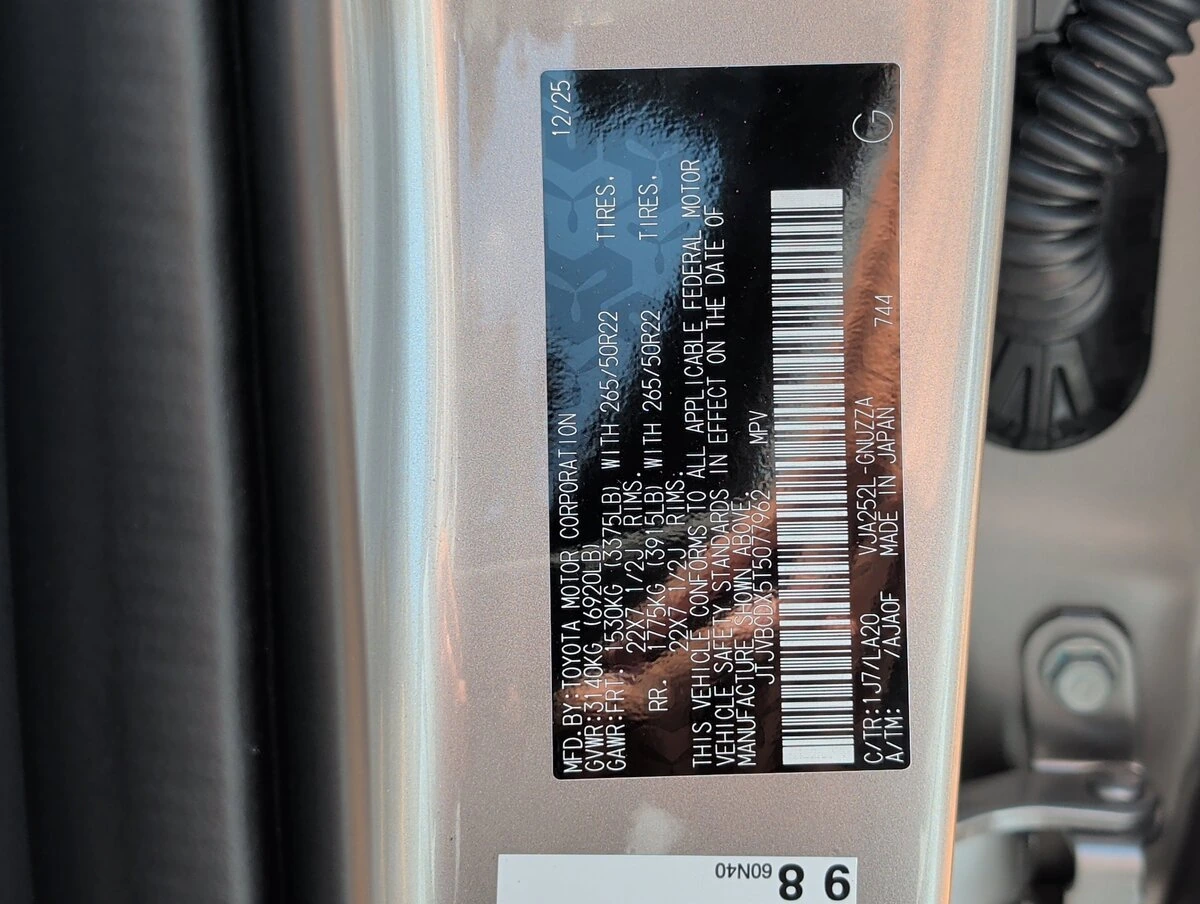 MFD. BY: TOYOTA MOTOR CORPORATION 12/25
GVWR: 3140KG (6920LB)
GAWR: FRT. 1530KG (3375LB) WITH 265/50R22 TIRES,
22X7 1/2J RIMS.
RR. 1775KG (3915LB) WITH 265/50R22 TIRES,
22X7 1/2J RIMS.
THIS VEHICLE CONFORMS TO ALL APPLICABLE FEDERAL MOTOR
VEHICLE SAFETY STANDARDS IN EFFECT ON THE DATE OF
MANUFACTURE SHOWN ABOVE.
JTJVBCDX5T5077962 MPV
C/TR: 1J7/LA20 VJA252L-GNUZZA 744 G
A/TM: /AJA0F MADE IN JAPAN
60N40
9 8